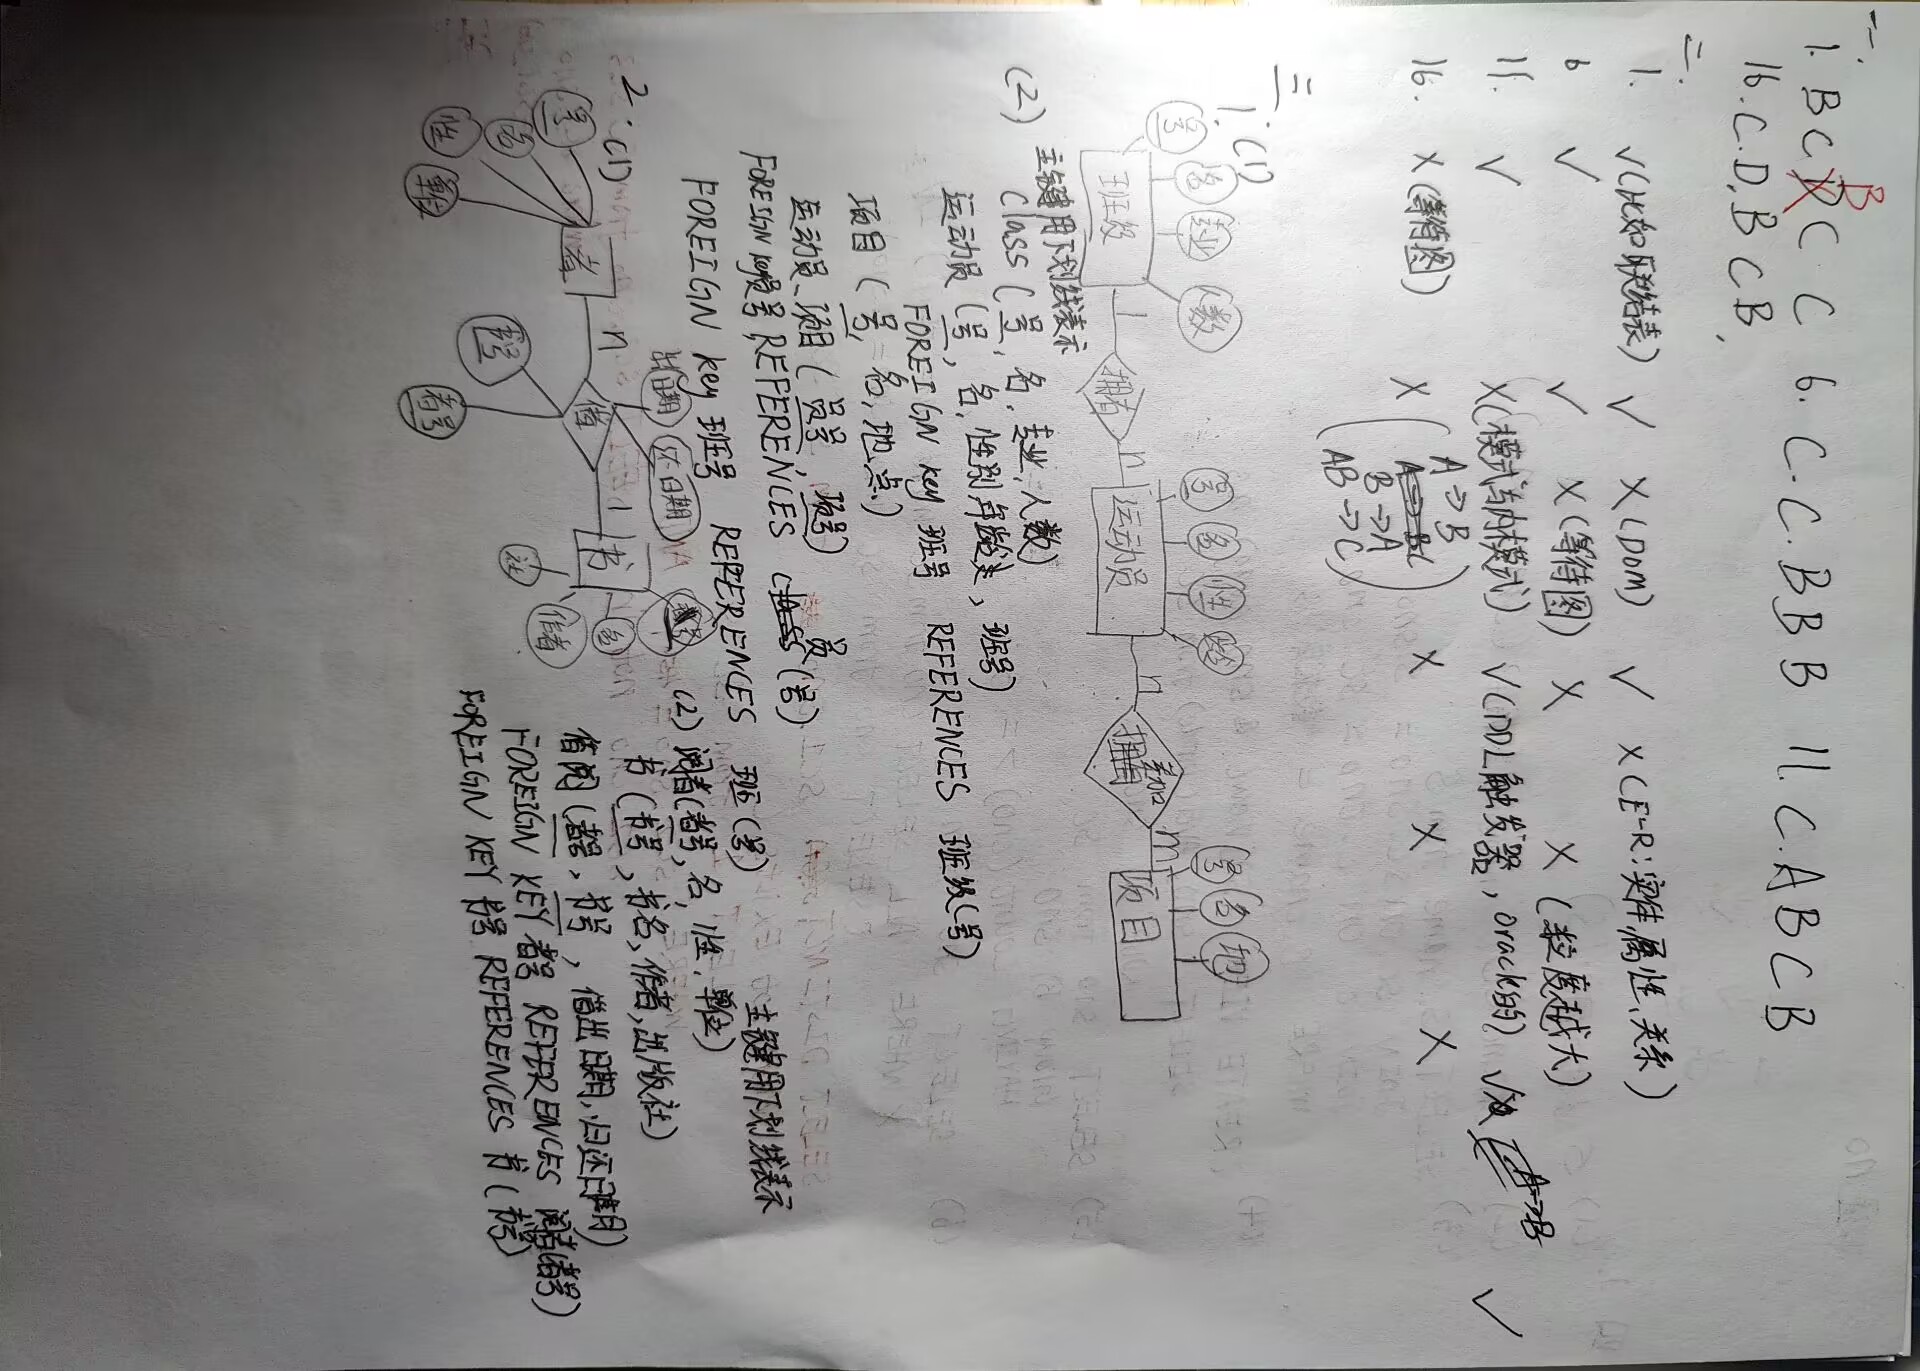 一.
B
1. B C D C C 6. C. C. B B B 11. C. A B C B
16. C. D. B C B.
二.
1. √(比如联结表) √ ×(DOM) √ ×(E-R:实体,属性、关系)
6 √ √ ×(等待图) × ×(粒度越大)
11. √ ×(模式与内模式) √(DDL触发器, orack的) √ A→B √
16. ×(等待图) × ( A→B × × ×
B→A
AB→C )
三.
1. (1)
号 名 专业 人数 号 名 性 龄 号 名 地
班级 1 拥有 n 运动员 n 参加 m 项目
主键用下划线表示
(2) class (号, 名, 专业, 人数)
运动员 (号, 名, 性别 年龄, 班号)
FOREIGN key 班号 REFERENCES 班级(号)
项目 (号, 名, 地点)
运动员、项目 (员号, 项号)
FOREIGN key员号 REFERENCES 员 (号)
FOREIGN key 班号 REFERENCES 班 (号)
2. (1)
出日期 还日期 号
者 n 借 1 书 名
号 名 性 单位 书号 者号 社 作者
主键用下划线表示
(2) 阅者(者号, 名, 性, 单位)
书 (书号, 书名, 作者, 出版社)
借阅 (者号, 书号, 借出日期, 归还日期)
FOREIGN KEY 者号 REFERENCES 阅者(者号)
FOREIGN KEY 书号 REFERENCES 书 (书号)